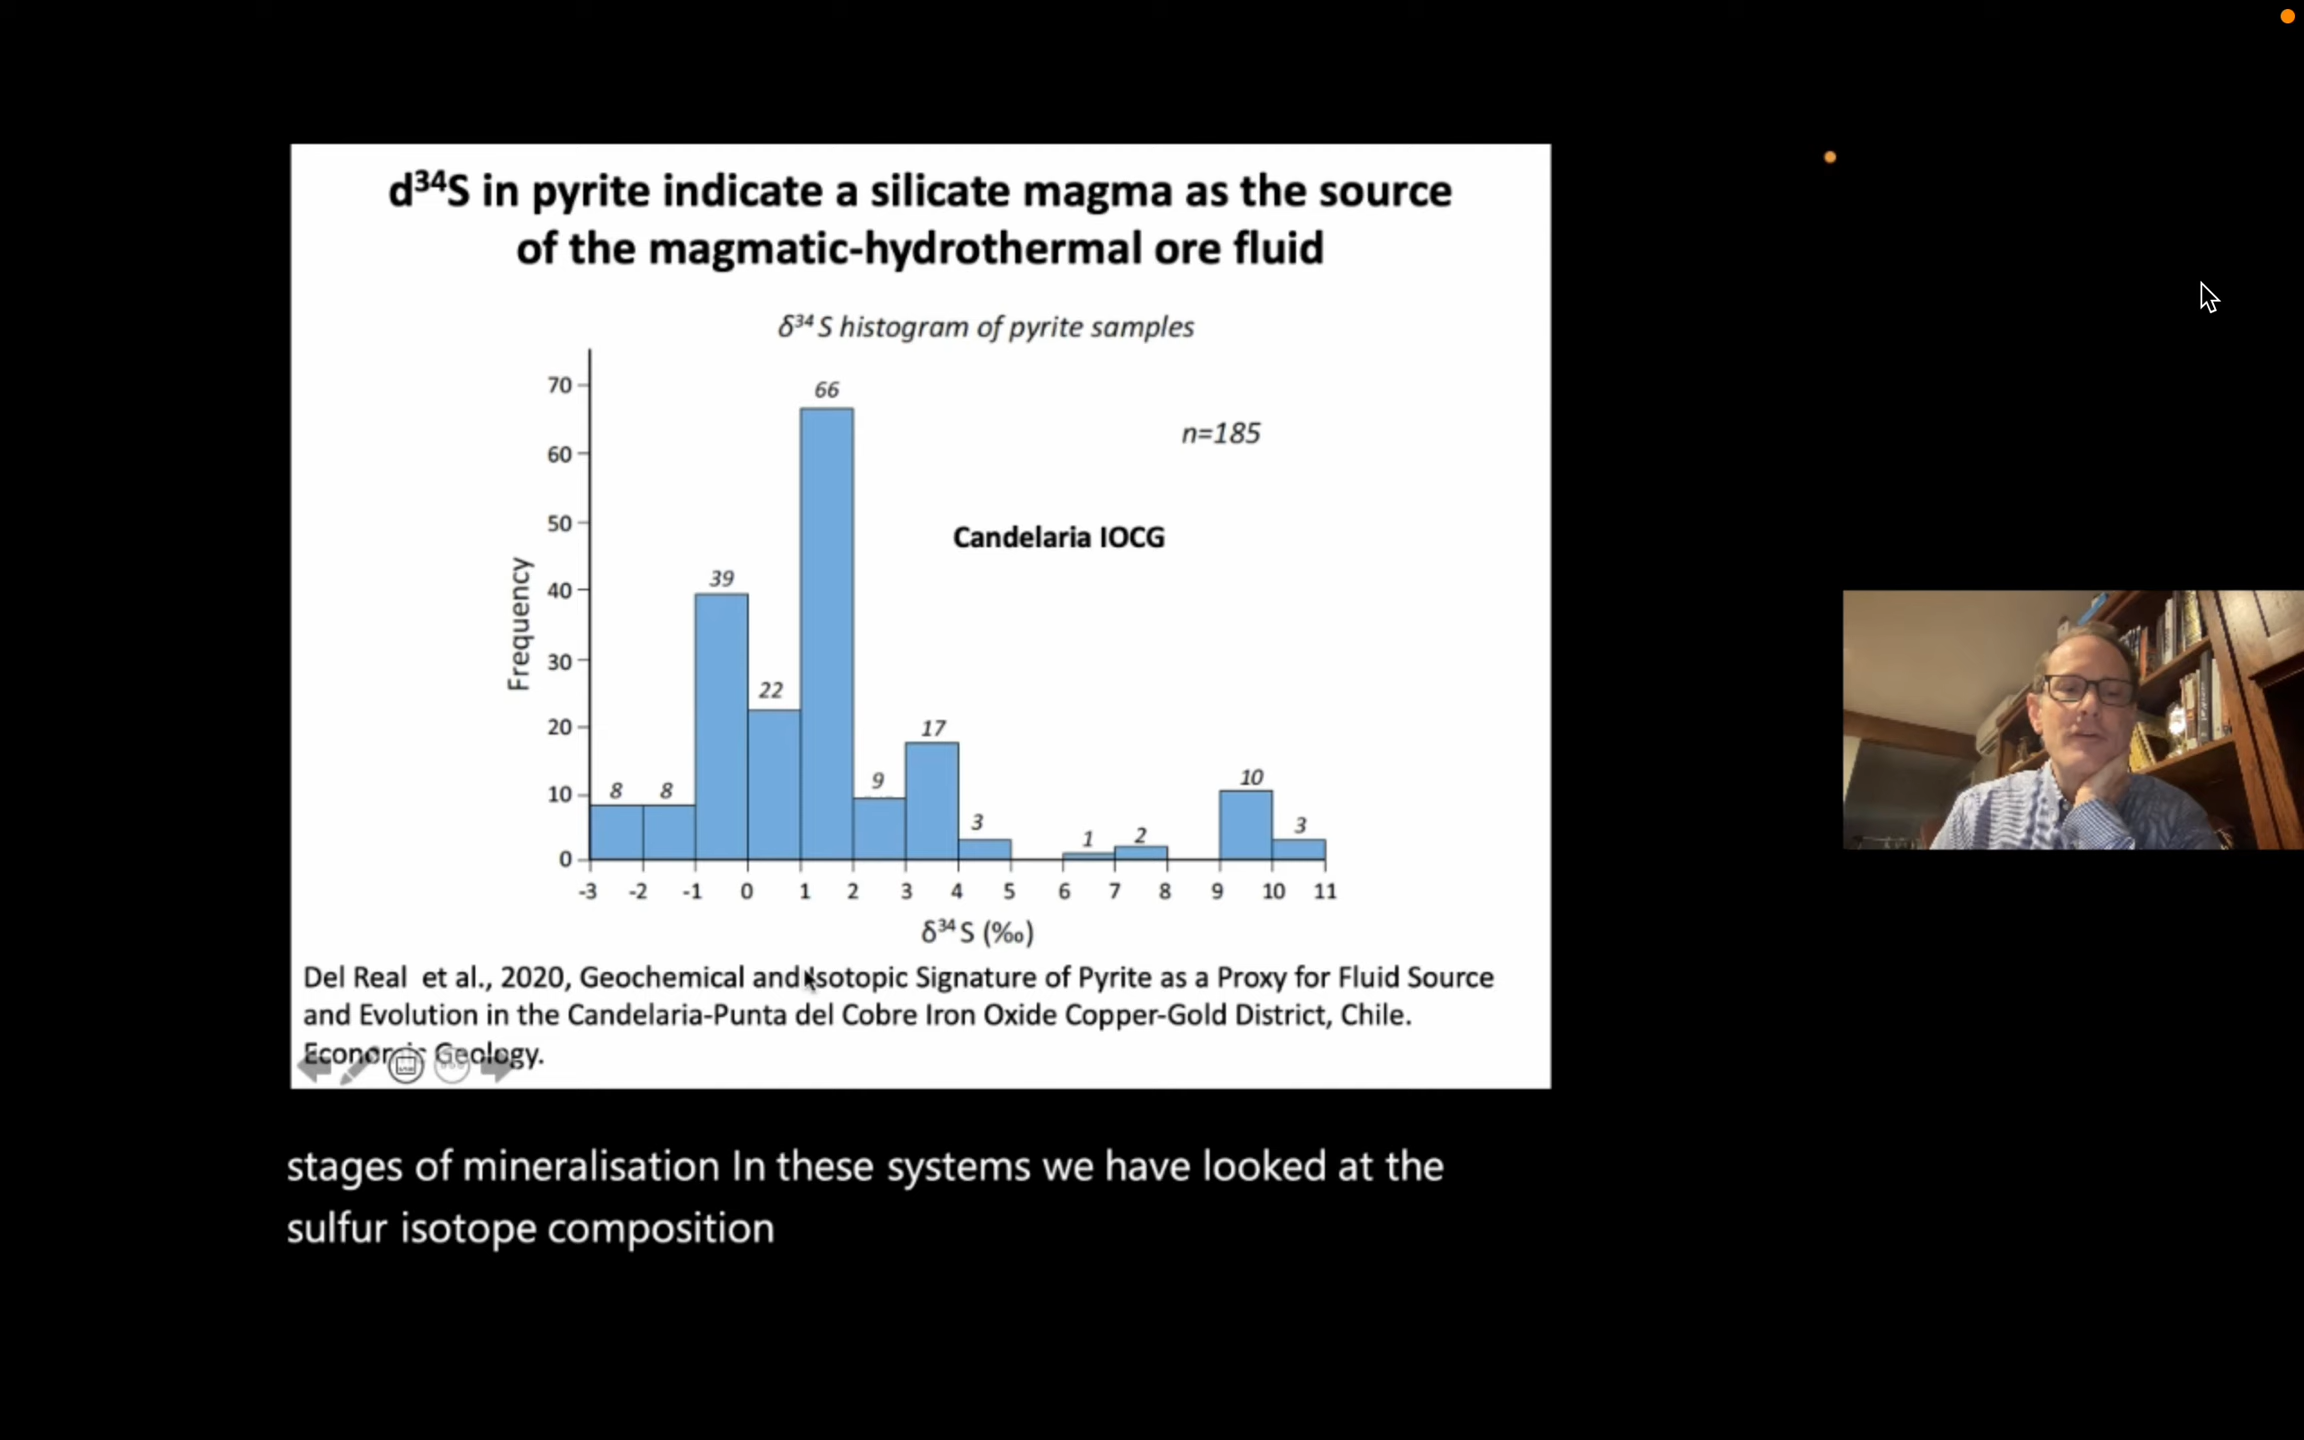 d³⁴S in pyrite indicate a silicate magma as the source
of the magmatic-hydrothermal ore fluid
δ³⁴ S histogram of pyrite samples
n=185
Candelaria IOCG
Frequency
70
60
50
40
30
20
10
0
8
8
39
22
66
9
17
3
1
2
10
3
-3 -2 -1 0 1 2 3 4 5 6 7 8 9 10 11
δ³⁴ S (‰)
Del Real et al., 2020, Geochemical and Isotopic Signature of Pyrite as a Proxy for Fluid Source
and Evolution in the Candelaria-Punta del Cobre Iron Oxide Copper-Gold District, Chile.
Economic Geology.
stages of mineralisation In these systems we have looked at the
sulfur isotope composition